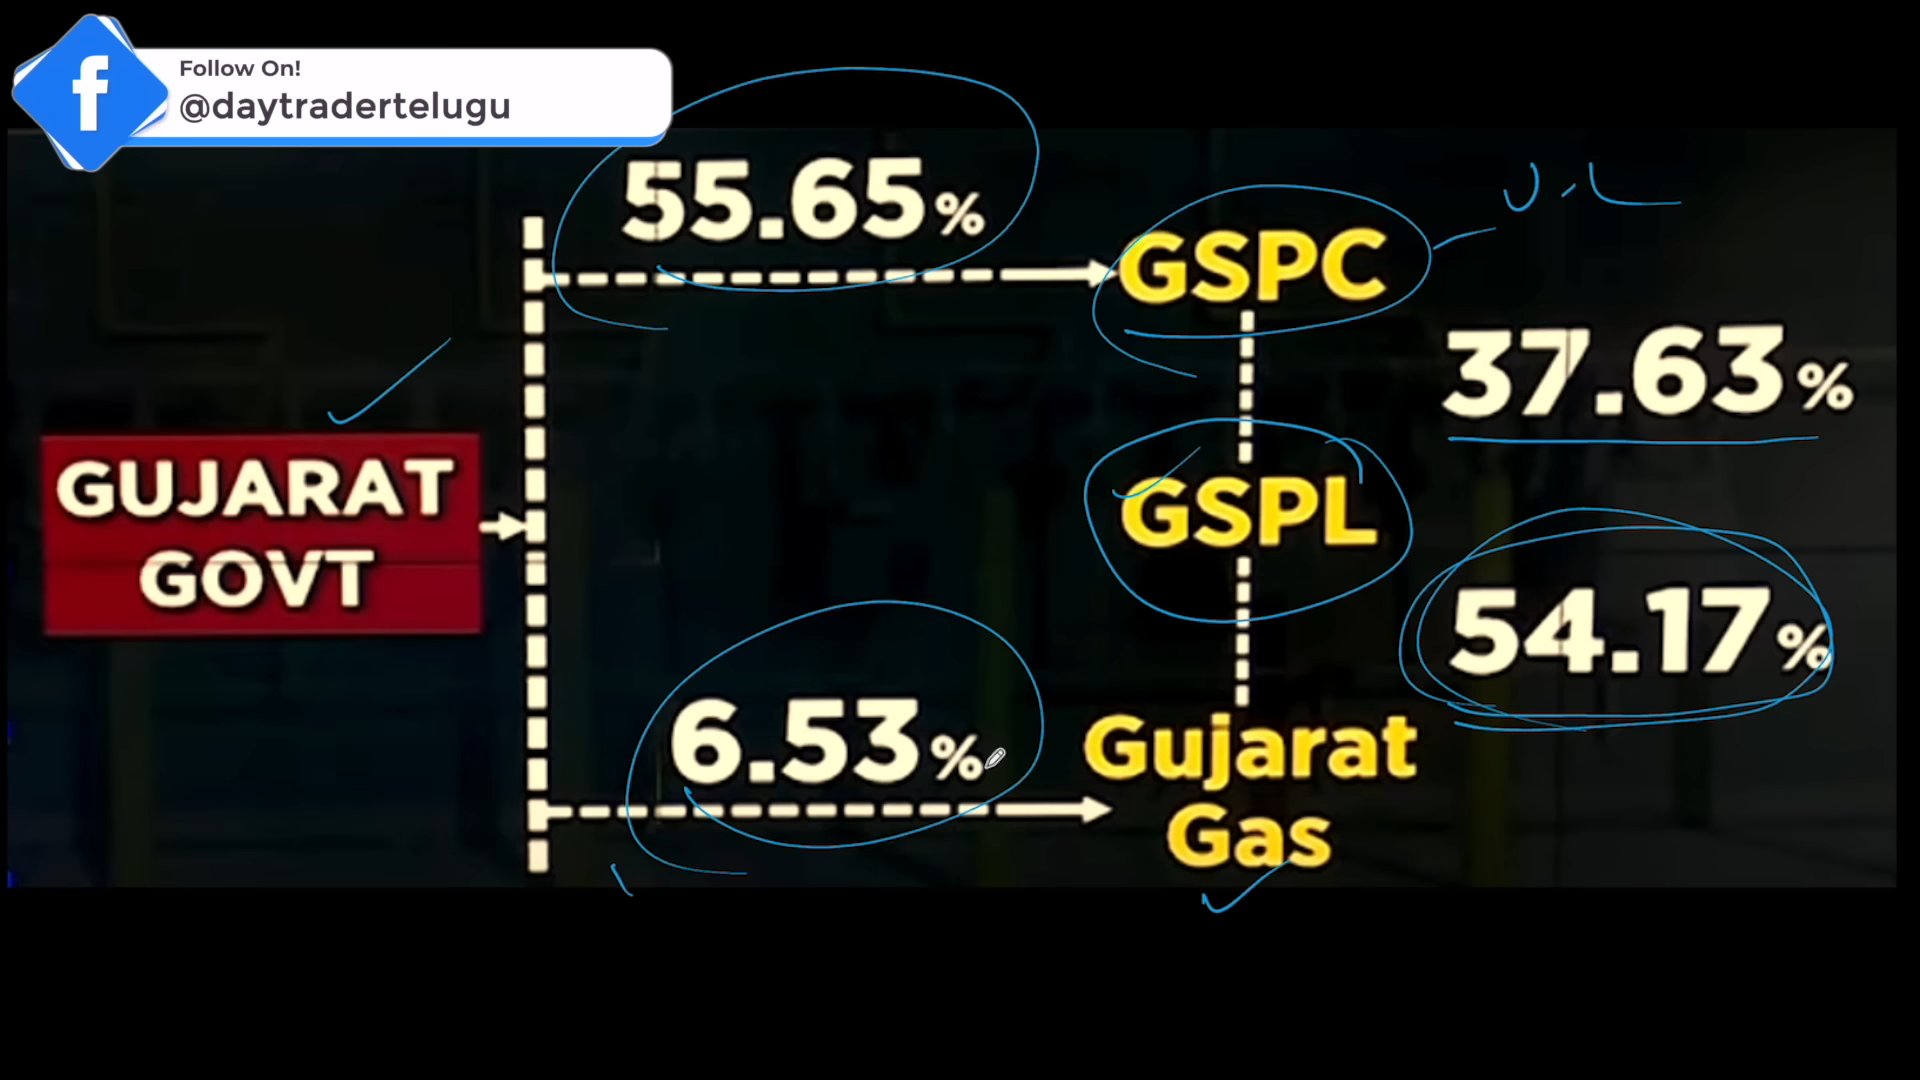 Follow On!
@daytradertelugu
55.65%
GSPC
U.L
37.63%
GUJARAT
GOVT
GSPL
54.17%
6.53%
Gujarat
Gas